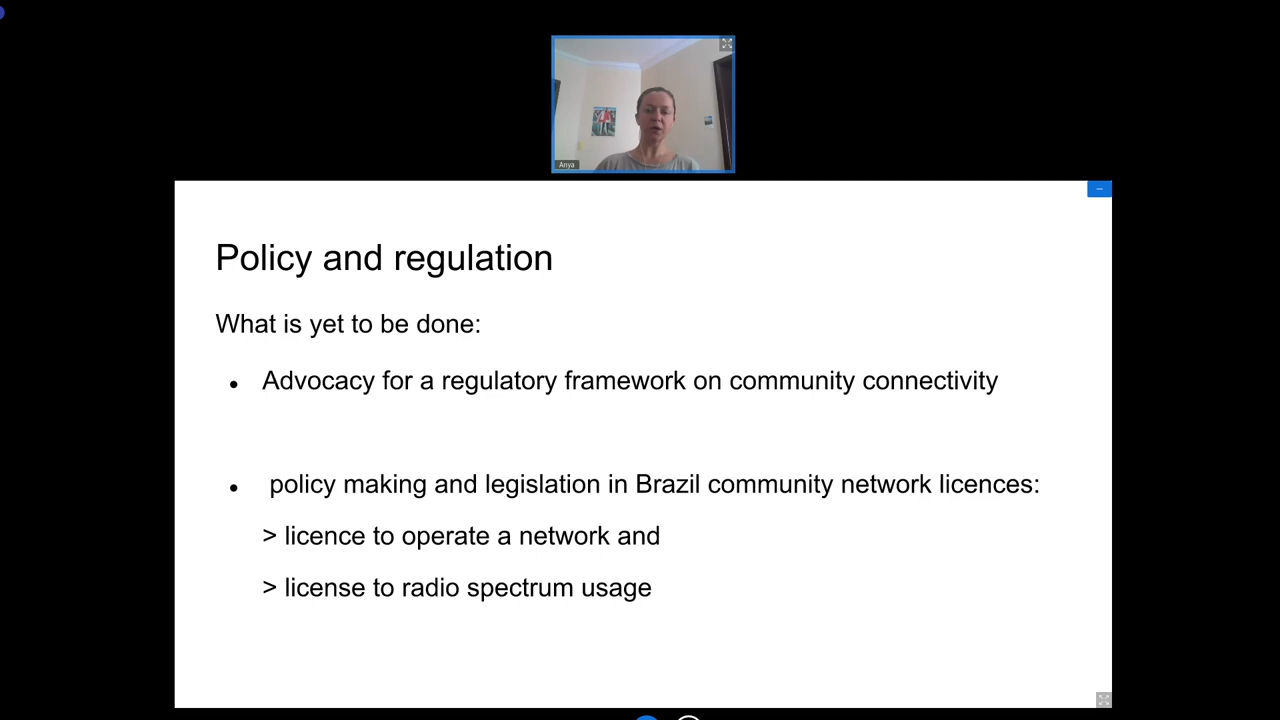 Anya
Policy and regulation
What is yet to be done:
● Advocacy for a regulatory framework on community connectivity
● policy making and legislation in Brazil community network licences:
> licence to operate a network and
> license to radio spectrum usage